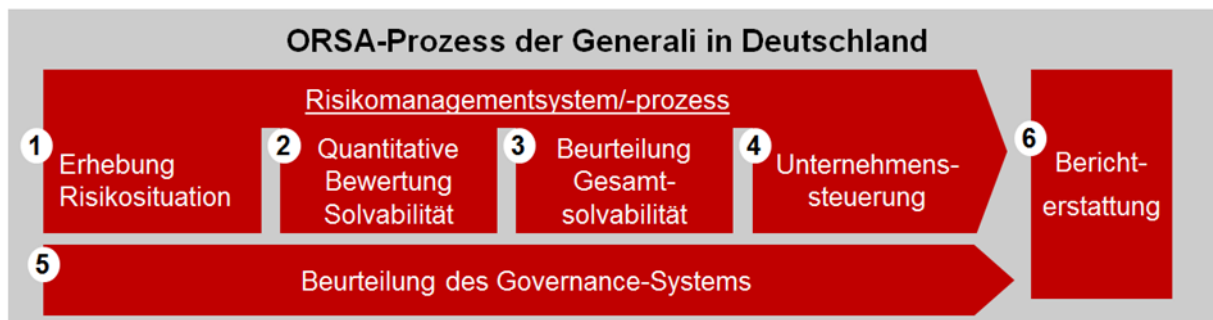 ORSA-Prozess der Generali in Deutschland
Risikomanagementsystem/-prozess
1
Erhebung
Risikosituation
2
Quantitative
Bewertung
Solvabilität
3
Beurteilung
Gesamt-
solvabilität
4
Unternehmens-
steuerung
5
Beurteilung des Governance-Systems
6
Bericht-
erstattung